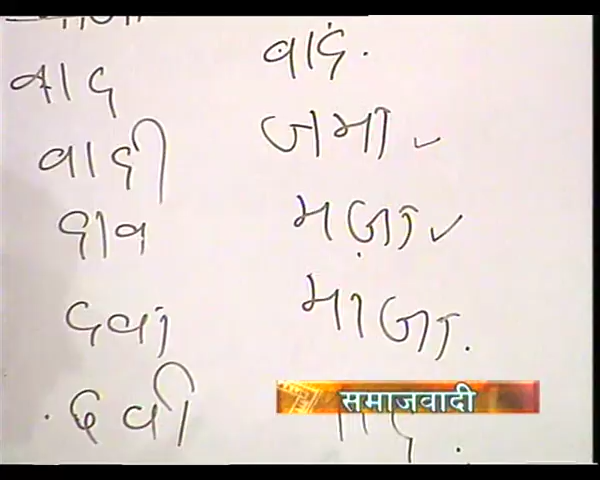 वादी
दाव
दवा
दवी
वाद.
जमा ✓
मज़ा ✓
माजा.
समाजवादी